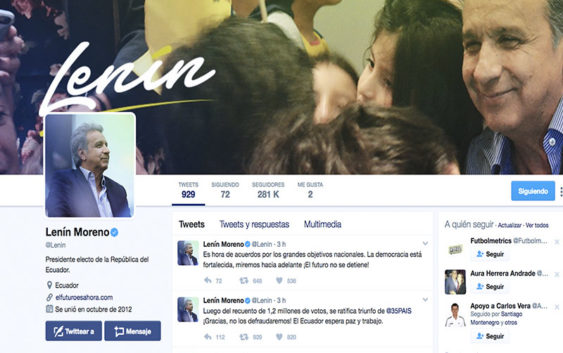 Lenín
TWEETS SIGUIENDO SEGUIDORES ME GUSTA
929 72 281 K 2
Siguiendo
Lenín Moreno
@Lenin
Presidente electo de la República del
Ecuador.
Ecuador
elfuturoesahora.com
Se unió en octubre de 2012
Twittear a
Mensaje
Tweets Tweets y respuestas Multimedia
Lenín Moreno @Lenin · 3 h
Es hora de acuerdos por los grandes objetivos nacionales. La democracia está
fortalecida, miremos hacia adelante ¡El futuro no se detiene!
72 648 536
Lenín Moreno @Lenin · 3 h
Luego del recuento de 1,2 millones de votos, se ratifica triunfo de @35PAIS
¡Gracias, no los defraudaremos! El Ecuador espera paz y trabajo.
112 820
A quién seguir · Actualizar · Ver todos
Futbolmetrics @Futbolm...
Seguir
Aura Herrera Andrade @...
Seguir
Apoyo a Carlos Vera @A...
Seguido por Santiago
Montenegro y otros
Seguir